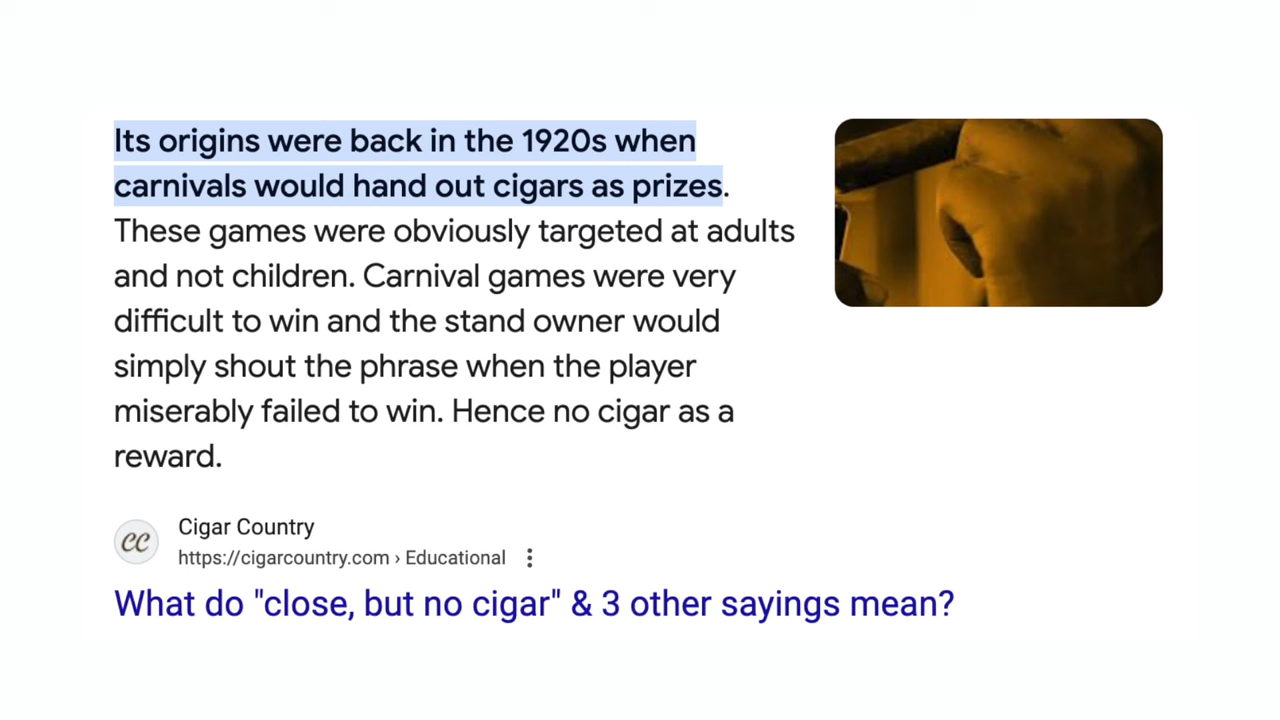 Its origins were back in the 1920s when
carnivals would hand out cigars as prizes.
These games were obviously targeted at adults
and not children. Carnival games were very
difficult to win and the stand owner would
simply shout the phrase when the player
miserably failed to win. Hence no cigar as a
reward.
CC
Cigar Country
https://cigarcountry.com › Educational
What do "close, but no cigar" & 3 other sayings mean?